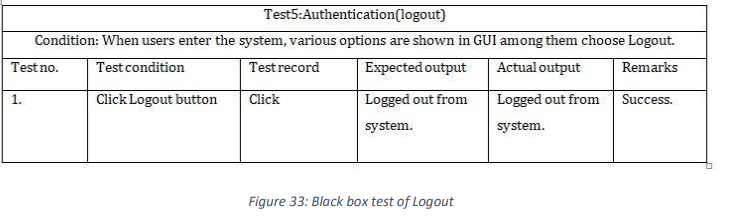 Test5:Authentication(logout)
Condition: When users enter the system, various options are shown in GUI among them choose Logout.
Test no. Test condition Test record Expected output Actual output Remarks
1. Click Logout button Click Logged out from Logged out from Success.
system. system.
Figure 33: Black box test of Logout